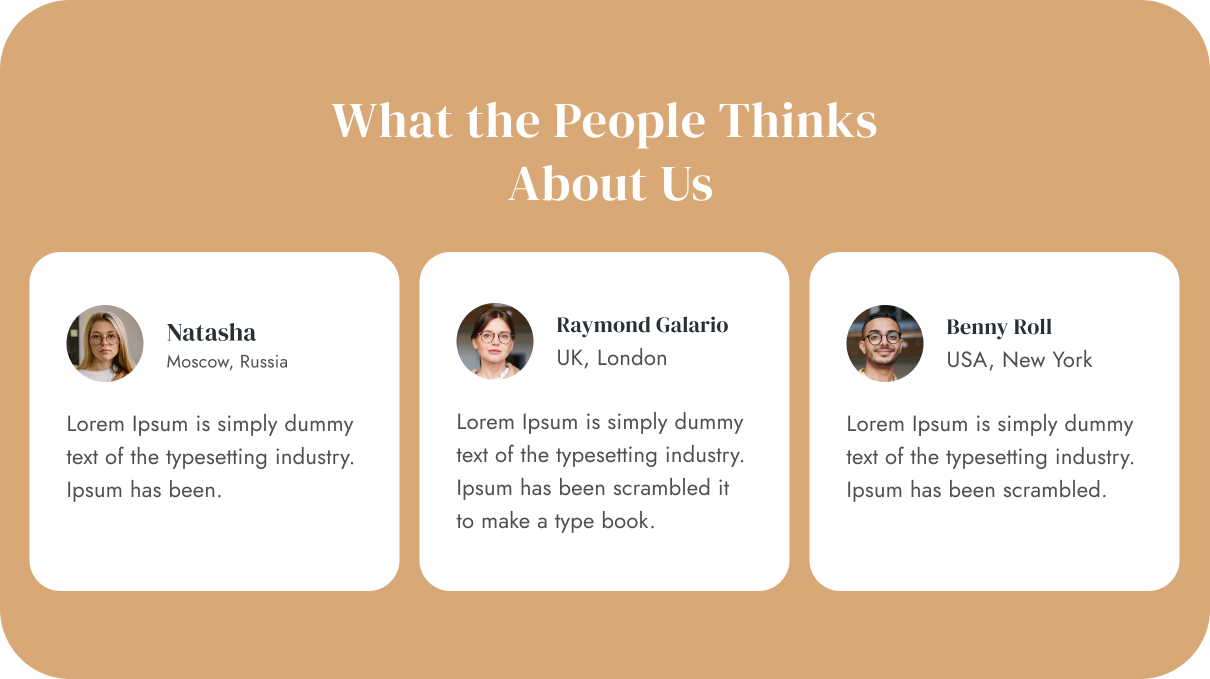 What the People Thinks
About Us
Natasha
Moscow, Russia
Lorem Ipsum is simply dummy
text of the typesetting industry.
Ipsum has been.
Raymond Galario
UK, London
Lorem Ipsum is simply dummy
text of the typesetting industry.
Ipsum has been scrambled it
to make a type book.
Benny Roll
USA, New York
Lorem Ipsum is simply dummy
text of the typesetting industry.
Ipsum has been scrambled.